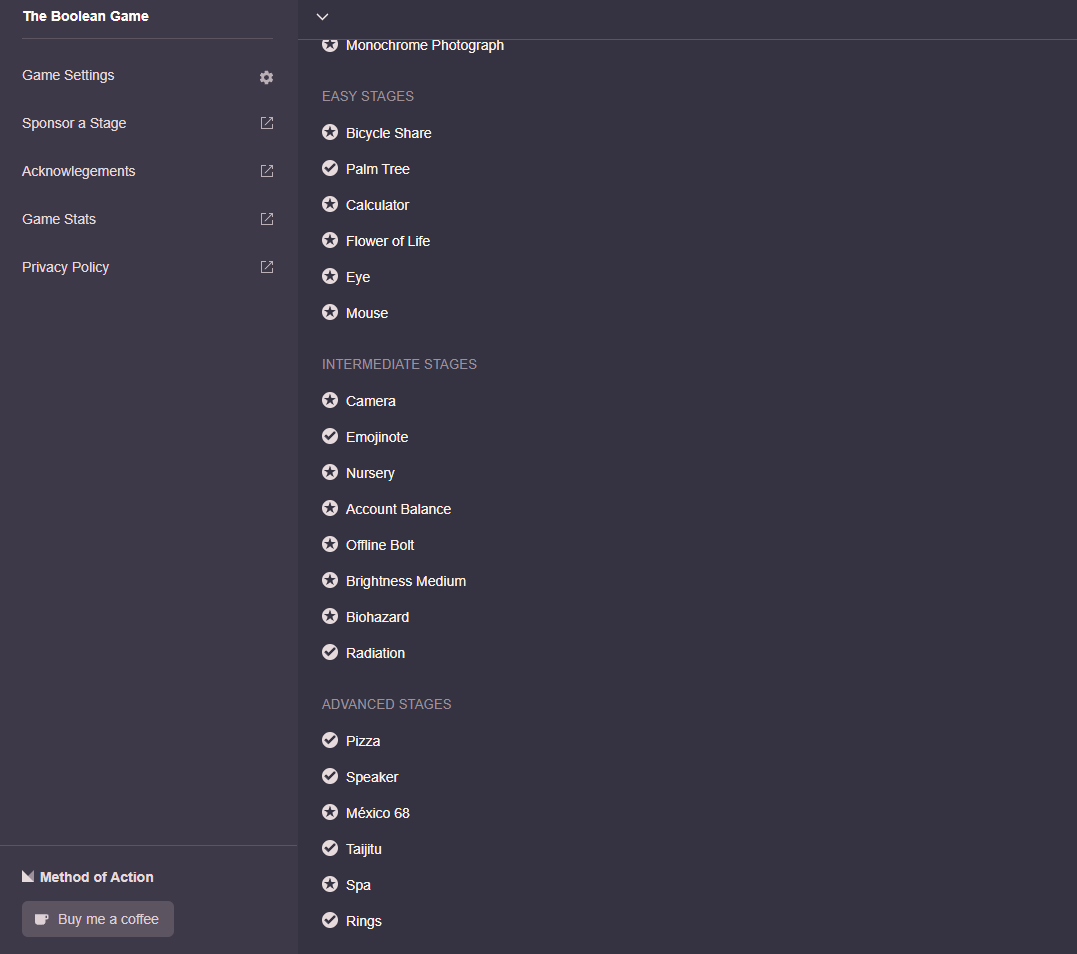 The Boolean Game
Game Settings
Sponsor a Stage
Acknowlegements
Game Stats
Privacy Policy
Method of Action
Buy me a coffee
Monochrome Photograph
EASY STAGES
Bicycle Share
Palm Tree
Calculator
Flower of Life
Eye
Mouse
INTERMEDIATE STAGES
Camera
Emojinote
Nursery
Account Balance
Offline Bolt
Brightness Medium
Biohazard
Radiation
ADVANCED STAGES
Pizza
Speaker
México 68
Taijitu
Spa
Rings